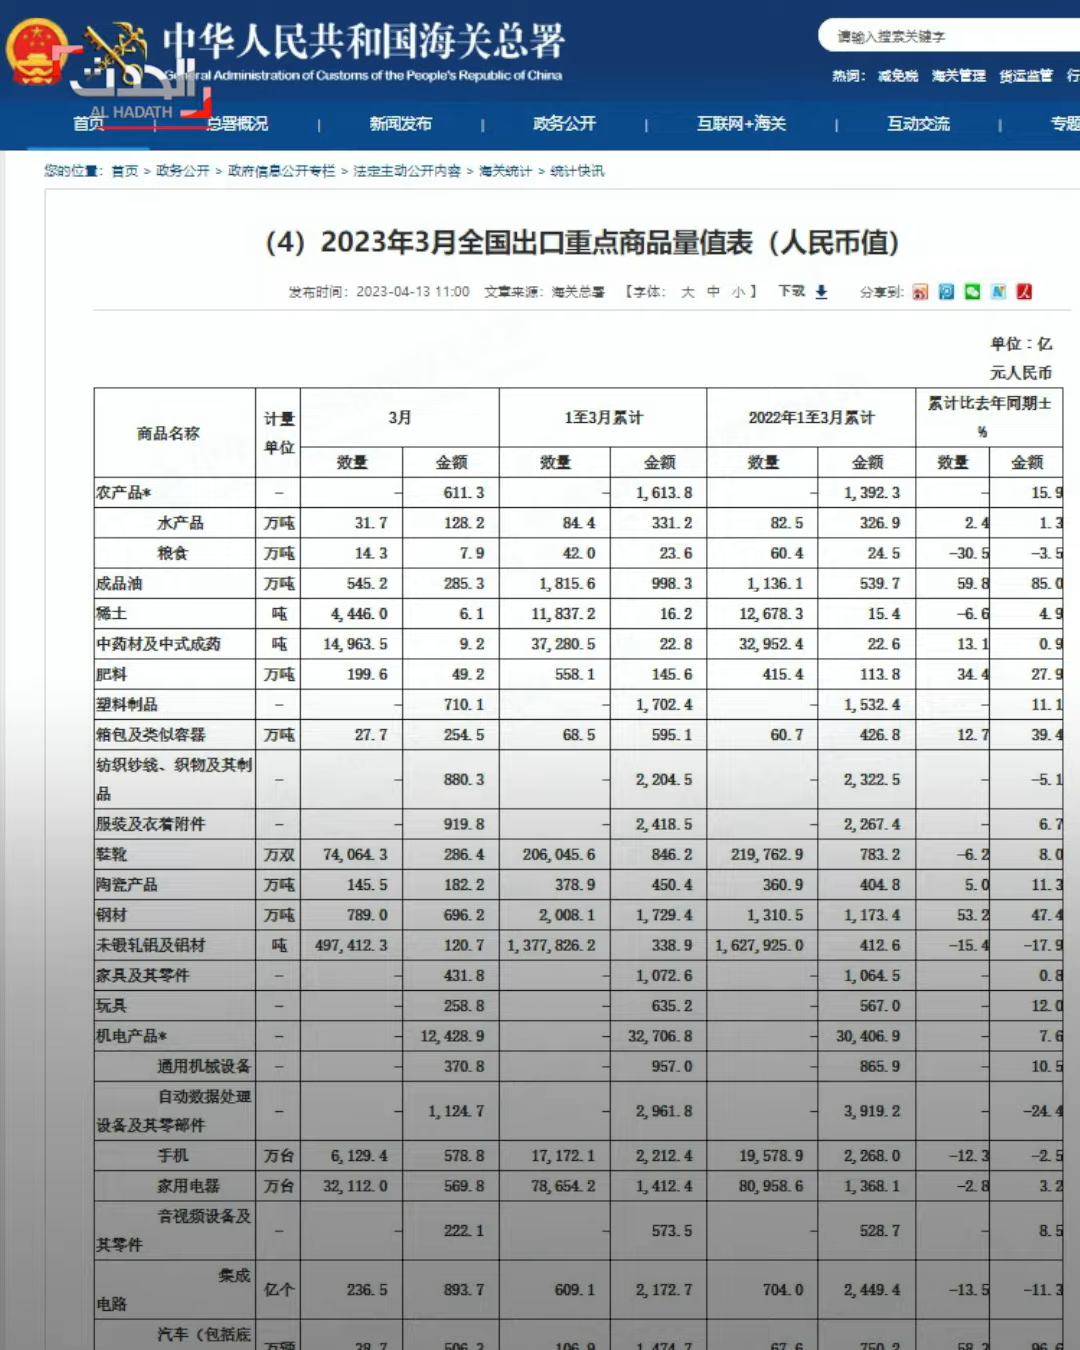 中华人民共和国海关总署
General Administration of Customs of the People's Republic of China
الحدث
AL HADATH
请输入搜索关键字
热词： 减免税 海关管理 货运监管 行
首页 | 总署概况 | 新闻发布 | 政务公开 | 互联网+海关 | 互动交流 | 专题
您的位置： 首页 > 政务公开 > 政府信息公开专栏 > 法定主动公开内容 > 海关统计 > 统计快讯
（4）2023年3月全国出口重点商品量值表（人民币值）
发布时间：2023-04-13 11:00 文章来源：海关总署 【字体： 大 中 小 】 下载 分享到:
单位：亿
元人民币
商品名称 计量单位 3月 1至3月累计 2022年1至3月累计 累计比去年同期±%
数量 金额 数量 金额 数量 金额 数量 金额
农产品* － － 611.3 － 1,613.8 － 1,392.3 － 15.9
水产品 万吨 31.7 128.2 84.4 331.2 82.5 326.9 2.4 1.3
粮食 万吨 14.3 7.9 42.0 23.6 60.4 24.5 -30.5 -3.5
成品油 万吨 545.2 285.3 1,815.6 998.3 1,136.1 539.7 59.8 85.0
稀土 吨 4,446.0 6.1 11,837.2 16.2 12,678.3 15.4 -6.6 4.9
中药材及中式成药 吨 14,963.5 9.2 37,280.5 22.8 32,952.4 22.6 13.1 0.9
肥料 万吨 199.6 49.2 558.1 145.6 415.4 113.8 34.4 27.9
塑料制品 － － 710.1 － 1,702.4 － 1,532.4 － 11.1
箱包及类似容器 万吨 27.7 254.5 68.5 595.1 60.7 426.8 12.7 39.4
纺织纱线、织物及其制
品 － － 880.3 － 2,204.5 － 2,322.5 － -5.1
服装及衣着附件 － － 919.8 － 2,418.5 － 2,267.4 － 6.7
鞋靴 万双 74,064.3 286.4 206,045.6 846.2 219,762.9 783.2 -6.2 8.0
陶瓷产品 万吨 145.5 182.2 378.9 450.4 360.9 404.8 5.0 11.3
钢材 万吨 789.0 696.2 2,008.1 1,729.4 1,310.5 1,173.4 53.2 47.4
未锻轧铝及铝材 吨 497,412.3 120.7 1,377,826.2 338.9 1,627,925.0 412.6 -15.4 -17.9
家具及其零件 － － 431.8 － 1,072.6 － 1,064.5 － 0.8
玩具 － － 258.8 － 635.2 － 567.0 － 12.0
机电产品* － － 12,428.9 － 32,706.8 － 30,406.9 － 7.6
通用机械设备 － － 370.8 － 957.0 － 865.9 － 10.5
自动数据处理
设备及其零部件 － － 1,124.7 － 2,961.8 － 3,919.2 － -24.4
手机 万台 6,129.4 578.8 17,172.1 2,212.4 19,578.9 2,268.0 -12.3 -2.5
家用电器 万台 32,112.0 569.8 78,654.2 1,412.4 80,958.6 1,368.1 -2.8 3.2
音视频设备及
其零件 － － 222.1 － 573.5 － 528.7 － 8.5
集成
电路 亿个 236.5 893.7 609.1 2,172.7 704.0 2,449.4 -13.5 -11.3
汽车（包括底